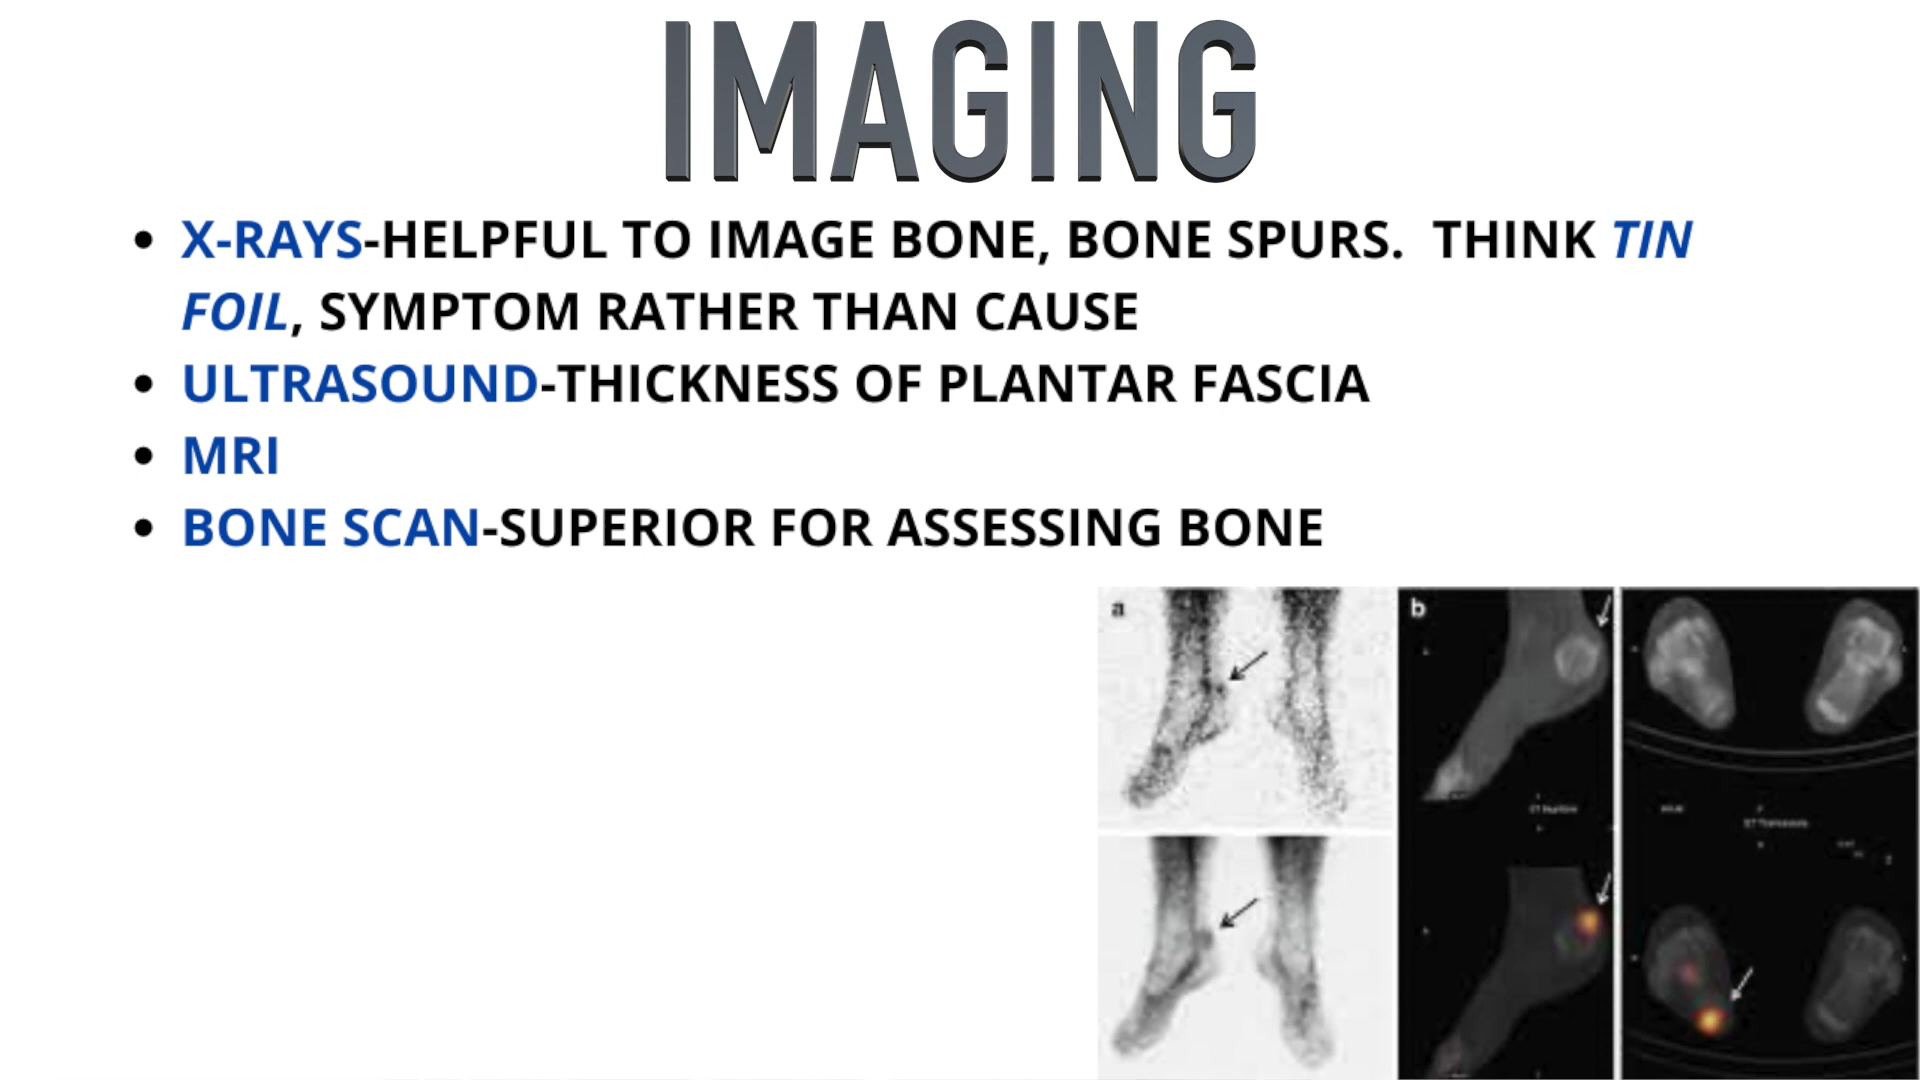 IMAGING
• X-RAYS-HELPFUL TO IMAGE BONE, BONE SPURS. THINK TIN
FOIL, SYMPTOM RATHER THAN CAUSE
• ULTRASOUND-THICKNESS OF PLANTAR FASCIA
• MRI
• BONE SCAN-SUPERIOR FOR ASSESSING BONE
a
b